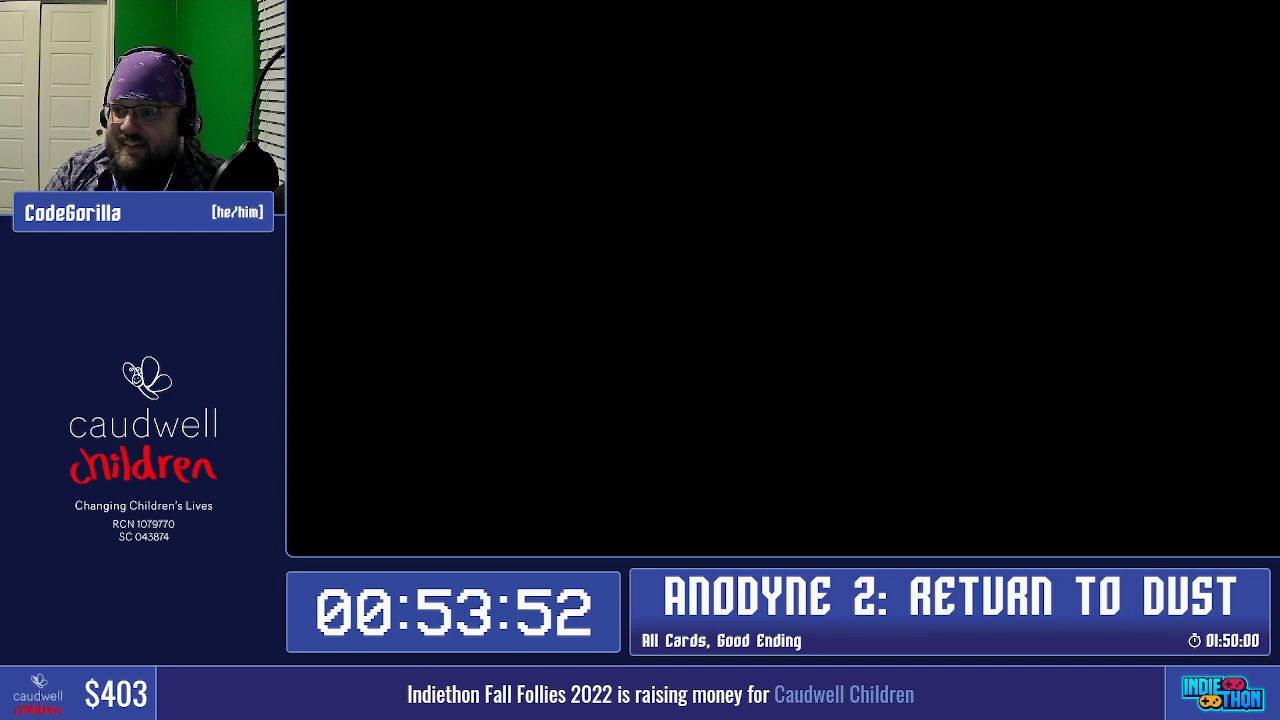 CodeGorilla [he/him]
caudwell
children
Changing Children's Lives
RCN 1079770
SC 043874
00:53:52
ANODYNE 2: RETURN TO DUST
All Cards, Good Ending 01:50:00
caudwell
children
$403
Indiethon Fall Follies 2022 is raising money for Caudwell Children
INDIE
THON